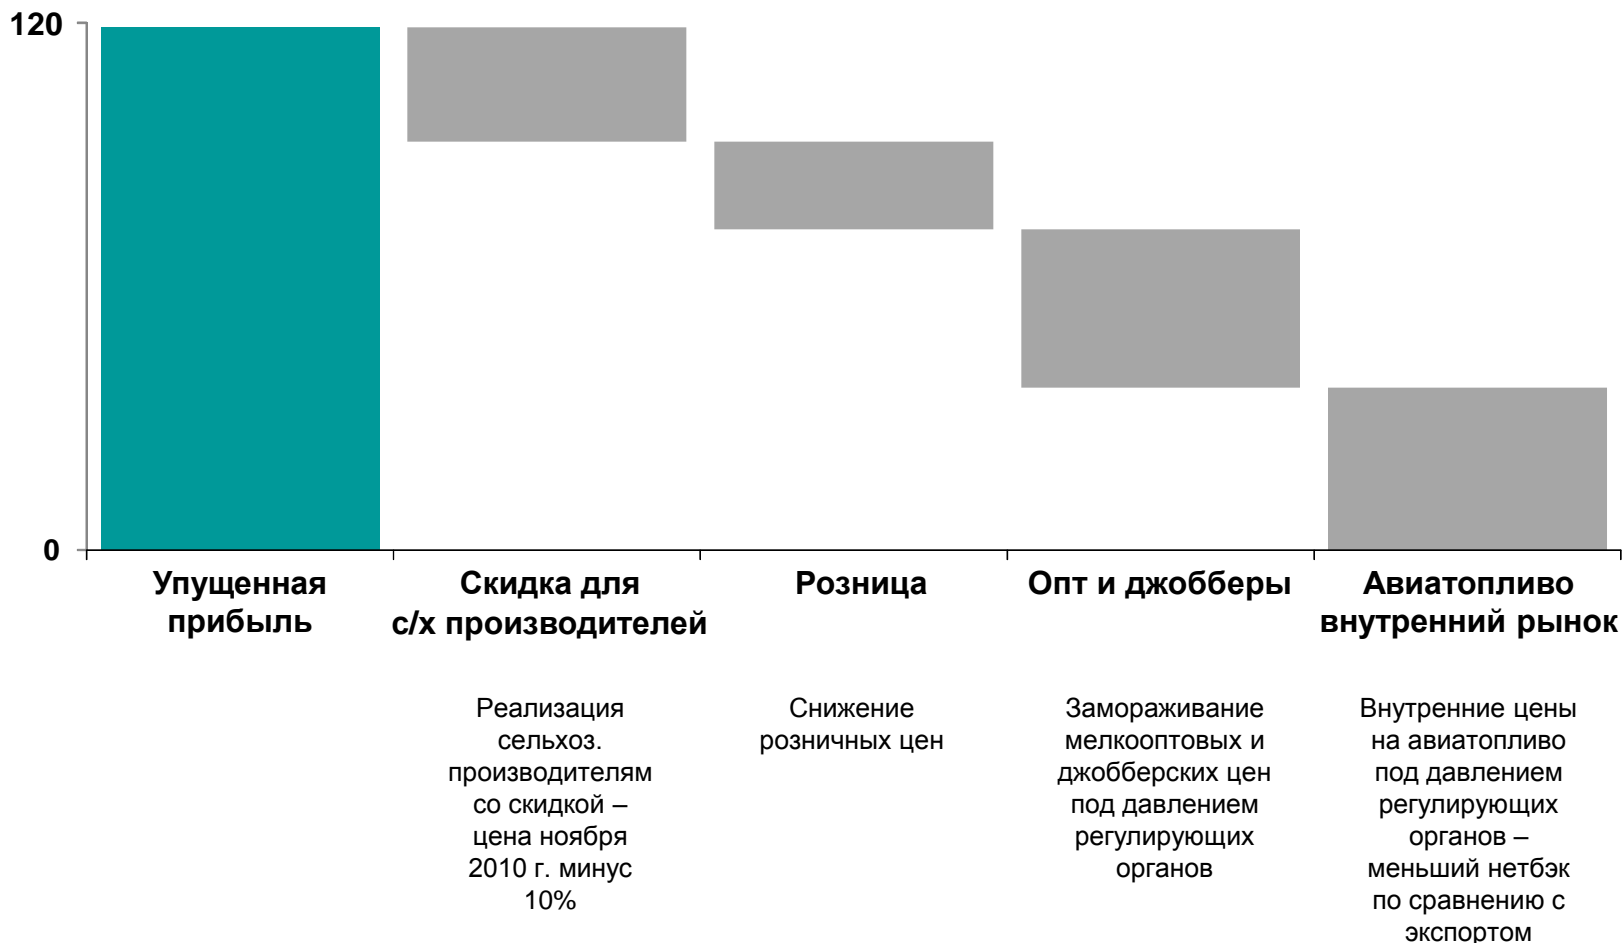 120
0
Упущенная
прибыль
Скидка для
с/х производителей
Розница
Опт и джобберы
Авиатопливо
внутренний рынок
Реализация
сельхоз.
производителям
со скидкой –
цена ноября
2010 г. минус
10%
Снижение
розничных цен
Замораживание
мелкооптовых и
джобберских цен
под давлением
регулирующих
органов
Внутренние цены
на авиатопливо
под давлением
регулирующих
органов –
меньший нетбэк
по сравнению с
экспортом